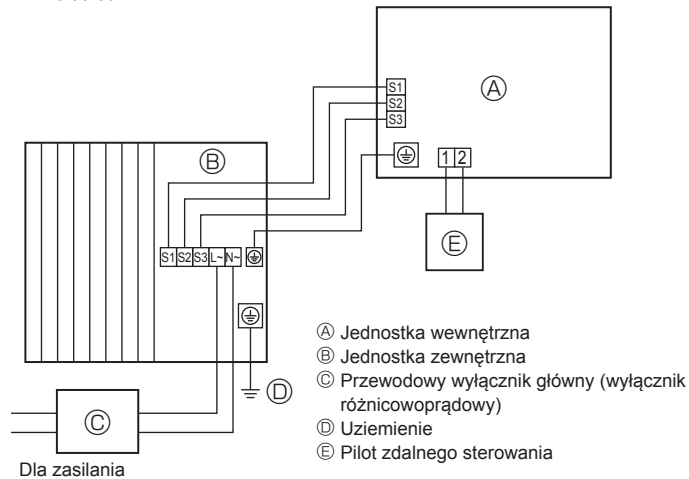 S1
S2
S3
Ⓐ
1 2
Ⓑ
Ⓔ
S1 S2 S3 L~ N~
Ⓓ
Ⓒ
Dla zasilania
Ⓐ Jednostka wewnętrzna
Ⓑ Jednostka zewnętrzna
Ⓒ Przewodowy wyłącznik główny (wyłącznik
różnicowoprądowy)
Ⓓ Uziemienie
Ⓔ Pilot zdalnego sterowania